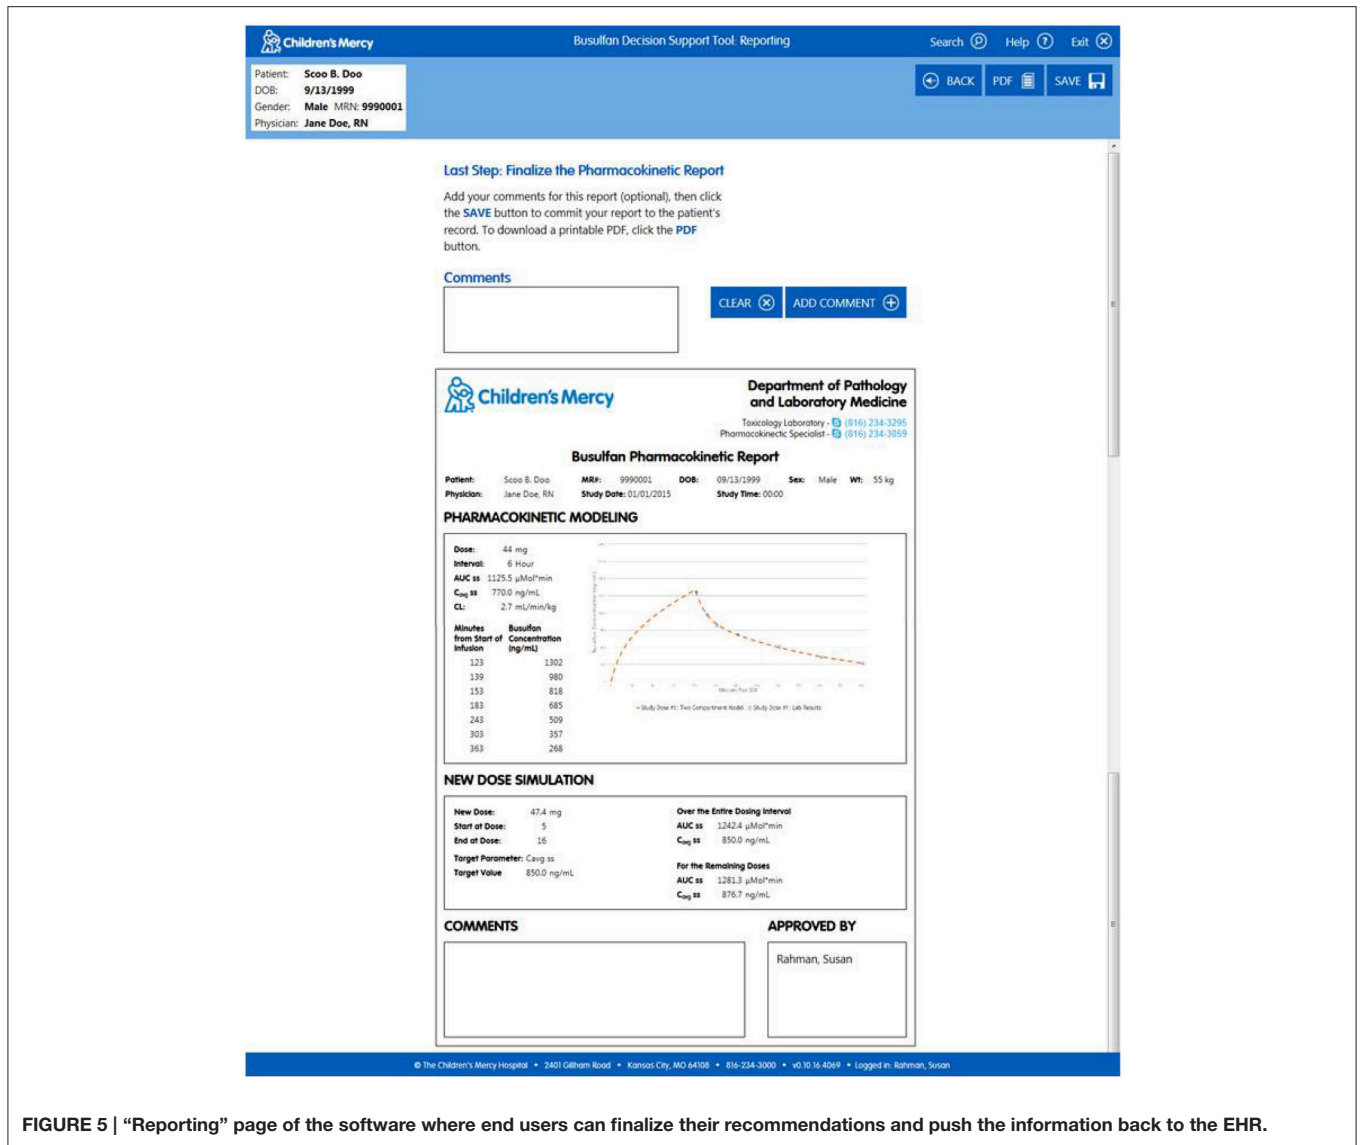 Children's Mercy
Busulfan Decision Support Tool: Reporting
Search Help Exit
Patient: Scoo B. Doo
DOB: 9/13/1999
Gender: Male MRN: 9990001
Physician: Jane Doe, RN
BACK PDF SAVE
Last Step: Finalize the Pharmacokinetic Report
Add your comments for this report (optional), then click
the SAVE button to commit your report to the patient's
record. To download a printable PDF, click the PDF
button.
Comments
CLEAR ADD COMMENT
Children's Mercy
Department of Pathology
and Laboratory Medicine
Toxicology Laboratory - (816) 234-3295
Pharmacokinectic Specialist - (816) 234-3059
Busulfan Pharmacokinetic Report
Patient: Scoo B. Doo MR#: 9990001 DOB: 09/13/1999 Sex: Male Wt: 55 kg
Physician: Jane Doe, RN Study Date: 01/01/2015 Study Time: 00:00
PHARMACOKINETIC MODELING
Dose: 44 mg
Interval: 6 Hour
AUC ss 1125.5 µMol*min
Cavg ss 770.0 ng/mL
CL: 2.7 mL/min/kg
Minutes from Start of Infusion Busulfan Concentration (ng/mL)
123 1302
139 980
153 818
183 685
243 509
303 357
363 268
Study Dose #1: Two Compartment Model Study Dose #1: Lab Results
NEW DOSE SIMULATION
New Dose: 47.4 mg
Start at Dose: 5
End at Dose: 16
Target Parameter: Cavg ss
Target Value 850.0 ng/mL
Over the Entire Dosing Interval
AUC ss 1242.4 µMol*min
Cavg ss 850.0 ng/mL
For the Remaining Doses
AUC ss 1281.3 µMol*min
Cavg ss 876.7 ng/mL
COMMENTS
APPROVED BY
Rahman, Susan
© The Children's Mercy Hospital • 2401 Gillham Road • Kansas City, MO 64108 • 816-234-3000 • v0.10.16.4069 • Logged in: Rahman, Susan
FIGURE 5 | "Reporting" page of the software where end users can finalize their recommendations and push the information back to the EHR.